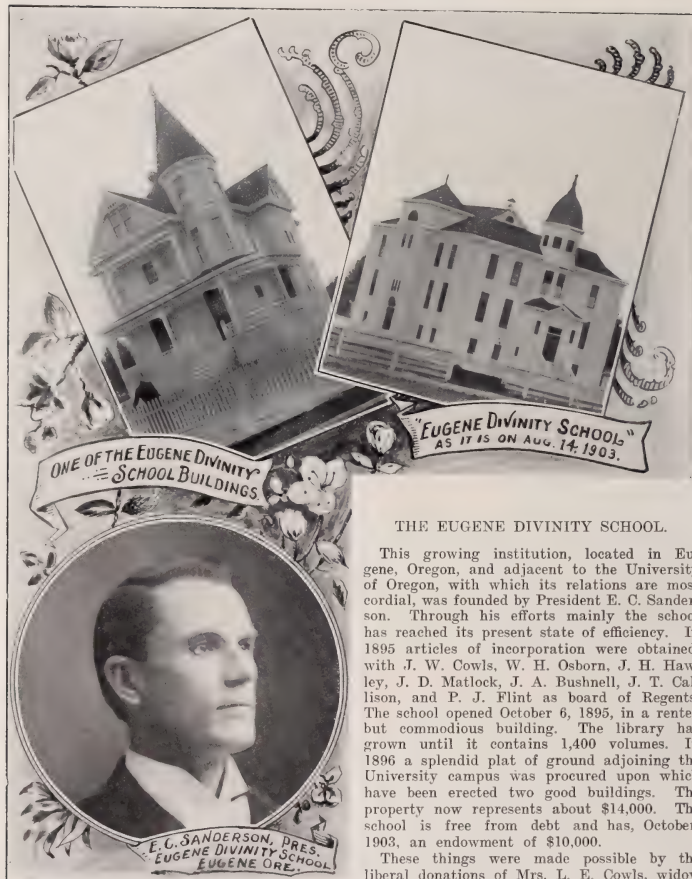 ONE OF THE EUGENE DIVINITY
SCHOOL BUILDINGS.
"EUGENE DIVINITY SCHOOL"
AS IT IS ON AUG. 14, 1903.
E. C. SANDERSON, PRES.
EUGENE DIVINITY SCHOOL
EUGENE ORE.
THE EUGENE DIVINITY SCHOOL.
This growing institution, located in Eu
gene, Oregon, and adjacent to the University
of Oregon, with which its relations are mos
cordial, was founded by President E. C. Sander
son. Through his efforts mainly the schoo
has reached its present state of efficiency. I
1895 articles of incorporation were obtained
with J. W. Cowls, W. H. Osborn, J. H. Haw
ley, J. D. Matlock, J. A. Bushnell, J. T. Cal
lison, and P. J. Flint as board of Regents
The school opened October 6, 1895, in a rente
but commodious building. The library ha
grown until it contains 1,400 volumes. I
1896 a splendid plat of ground adjoining th
University campus was procured upon whic
have been erected two good buildings. Th
property now represents about $14,000. Th
school is free from debt and has, October
1903, an endowment of $10,000.
These things were made possible by th
liberal donations of Mrs. L. E. Cowls, widow